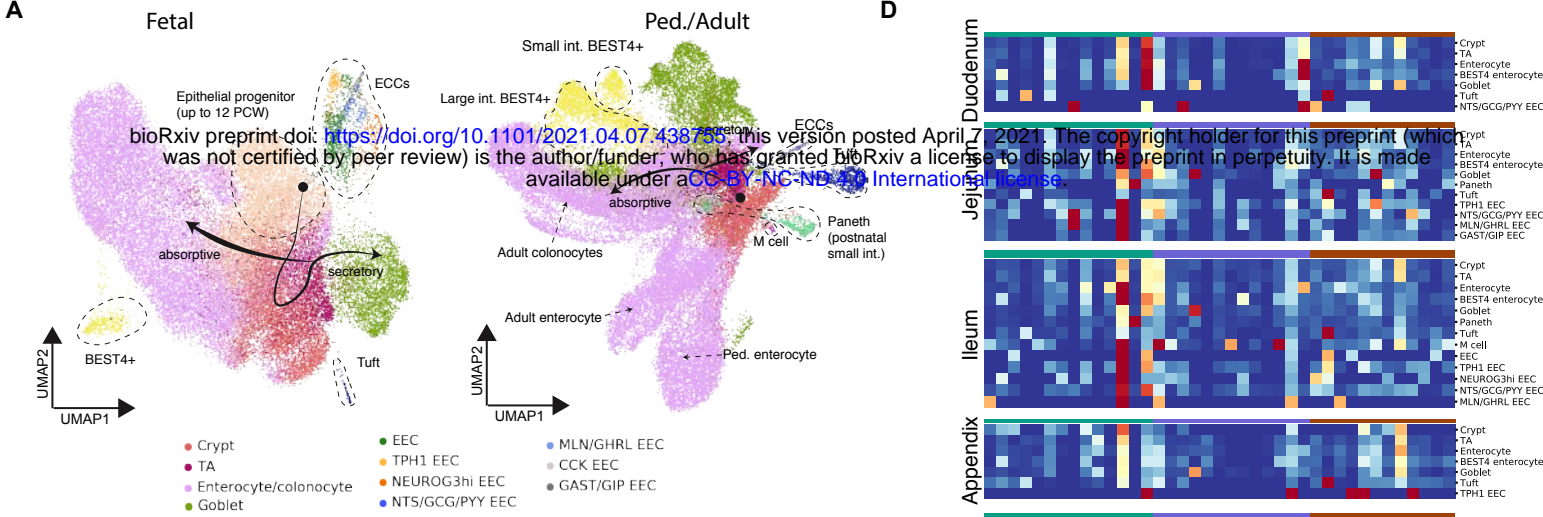 A
Fetal
Ped./Adult
D
Small int. BEST4+
ECCs
Epithelial progenitor
(up to 12 PCW)
Large int. BEST4+
secretory
ECCs
Tuft
bioRxiv preprint doi: https://doi.org/10.1101/2021.04.07.438755; this version posted April 7, 2021. The copyright holder for this preprint (which
was not certified by peer review) is the author/funder, who has granted bioRxiv a license to display the preprint in perpetuity. It is made
available under aCC-BY-NC-ND 4.0 International license.
absorptive
secretory
absorptive
Adult colonocytes
M cell
Paneth
(postnatal
small int.)
Adult enterocyte
Ped. enterocyte
BEST4+
Tuft
UMAP2
UMAP1
UMAP2
UMAP1
Crypt
TA
Enterocyte/colonocyte
Goblet
EEC
TPH1 EEC
NEUROG3hi EEC
NTS/GCG/PYY EEC
MLN/GHRL EEC
CCK EEC
GAST/GIP EEC
Duodenum
Crypt
TA
Enterocyte
BEST4 enterocyte
Goblet
Tuft
NTS/GCG/PYY EEC
Jejunum
Crypt
TA
Enterocyte
BEST4 enterocyte
Goblet
Paneth
Tuft
TPH1 EEC
NTS/GCG/PYY EEC
MLN/GHRL EEC
GAST/GIP EEC
Ileum
Crypt
TA
Enterocyte
BEST4 enterocyte
Goblet
Paneth
Tuft
M cell
EEC
TPH1 EEC
NEUROG3hi EEC
NTS/GCG/PYY EEC
MLN/GHRL EEC
Appendix
Crypt
TA
Enterocyte
BEST4 enterocyte
Goblet
Tuft
TPH1 EEC